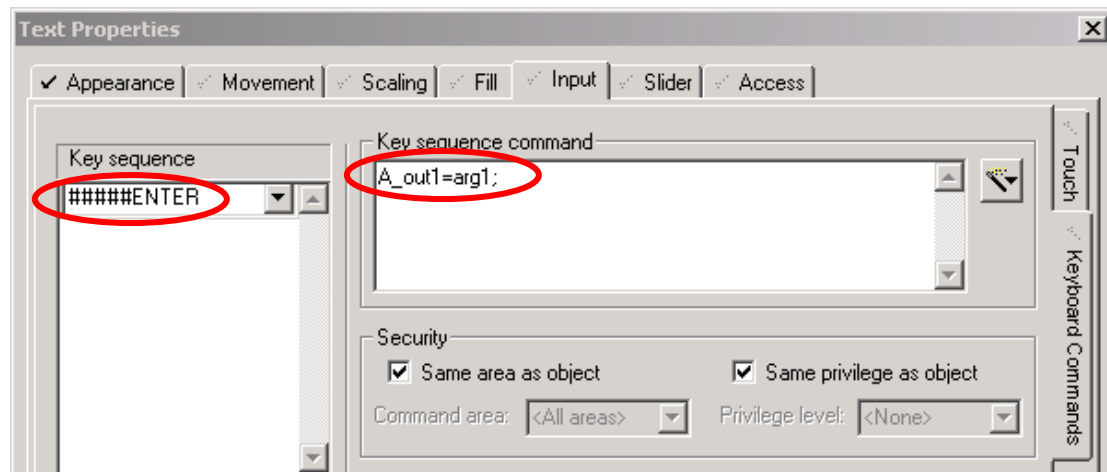 Text Properties
Appearance Movement Scaling Fill Input Slider Access
Key sequence
#####ENTER
Key sequence command
A_out1=arg1;
Security
Same area as object Same privilege as object
Command area: <All areas> Privilege level: <None>
Touch
Keyboard Commands